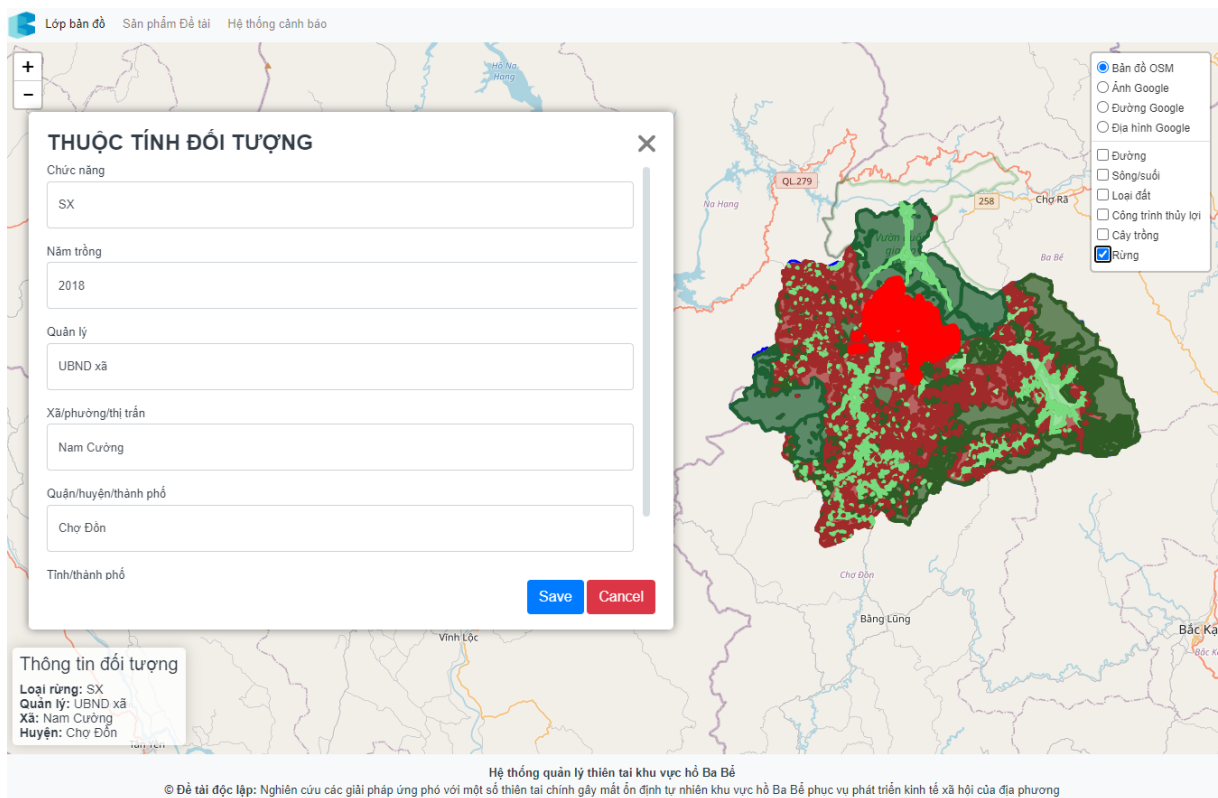 Lớp bản đồ Sản phẩm Đề tài Hệ thống cảnh báo
+
−
THUỘC TÍNH ĐỐI TƯỢNG
Chức năng
SX
Năm trồng
2018
Quản lý
UBND xã
Xã/phường/thị trấn
Nam Cường
Quận/huyện/thành phố
Chợ Đồn
Tỉnh/thành phố
Save Cancel
Thông tin đối tượng
Loại rừng: SX
Quản lý: UBND xã
Xã: Nam Cường
Huyện: Chợ Đồn
Hồ Na
Hang
QL.279
Na Hang
258
Chợ Rã
Ba Bể
Vườn
Chợ Đồn
Bằng Lũng
Vĩnh Lộc
Bắc Kạ
Bản đồ OSM
Ảnh Google
Đường Google
Địa hình Google
Đường
Sông/suối
Loại đất
Công trình thủy lợi
Cây trồng
Rừng
Hệ thống quản lý thiên tai khu vực hồ Ba Bể
© Đề tài độc lập: Nghiên cứu các giải pháp ứng phó với một số thiên tai chính gây mất ổn định tự nhiên khu vực hồ Ba Bể phục vụ phát triển kinh tế xã hội của địa phương